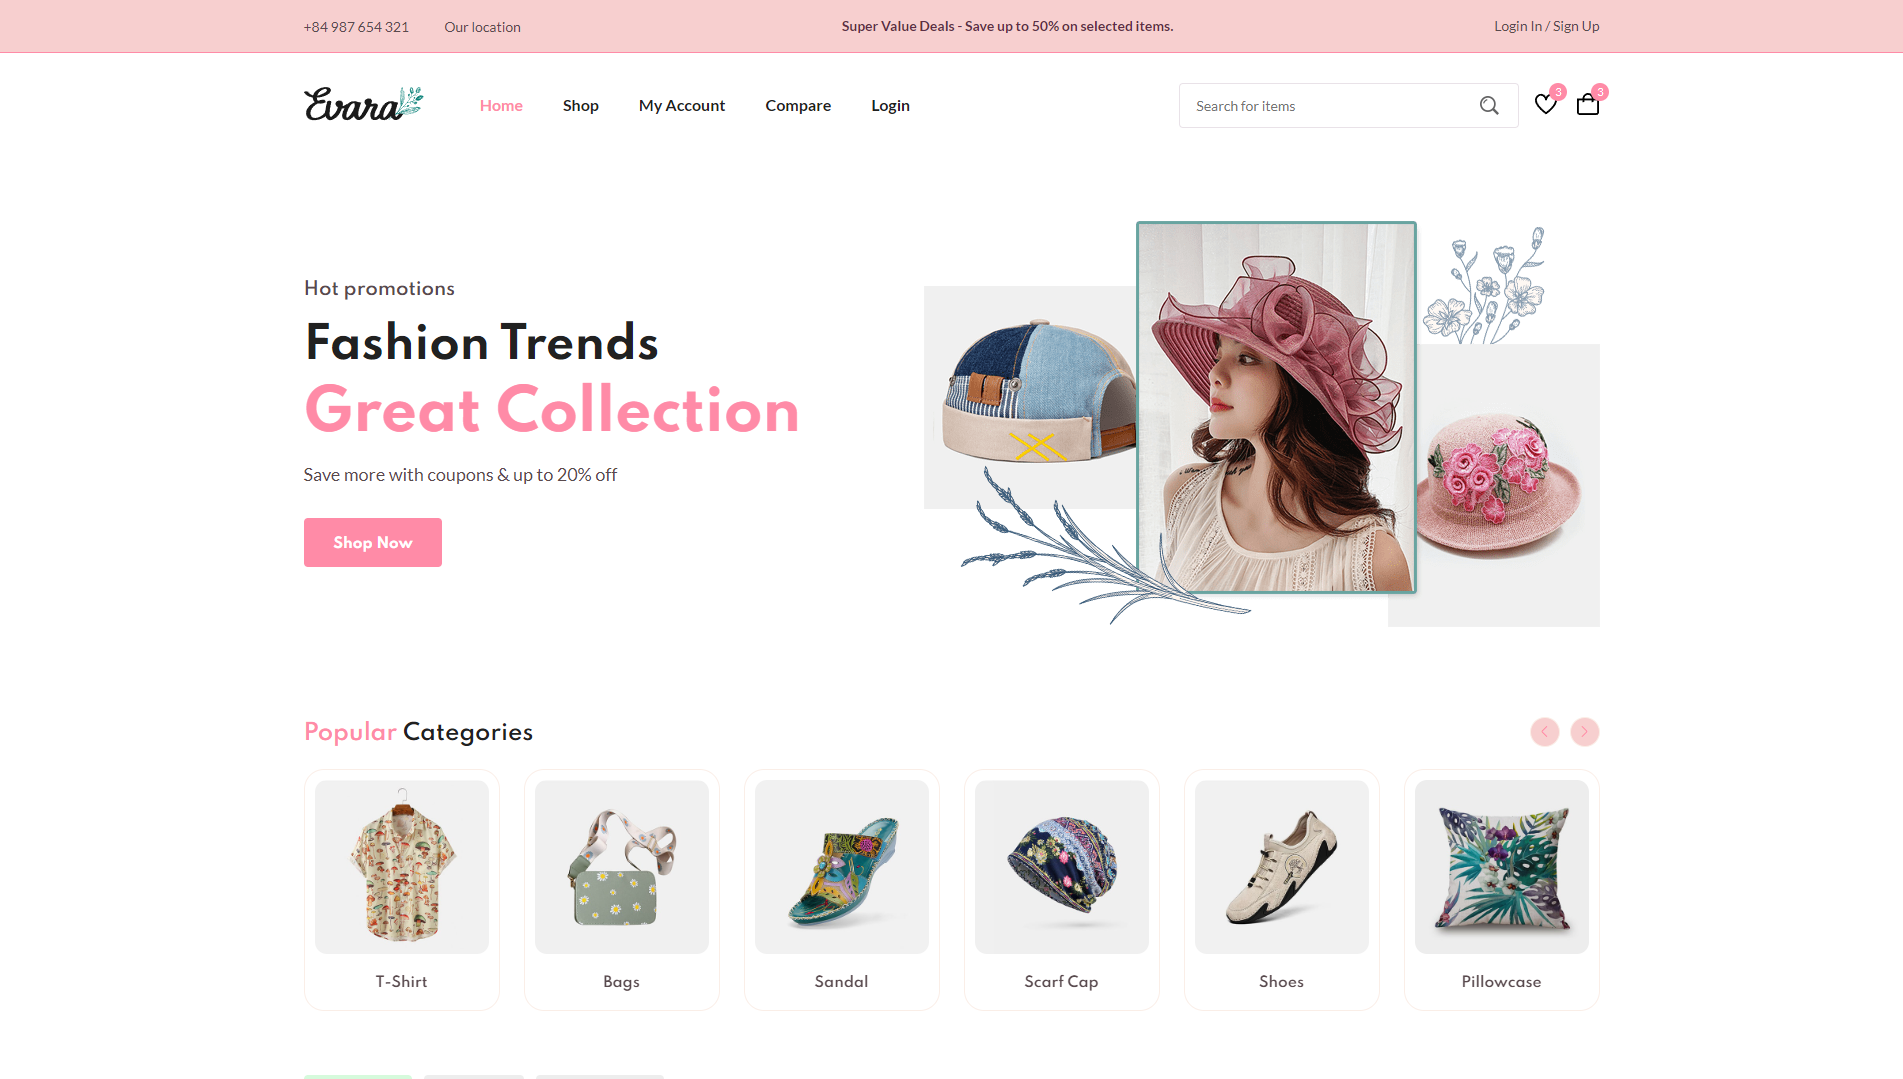 +84 987 654 321
Our location
Super Value Deals - Save up to 50% on selected items.
Login In / Sign Up
Evara
Home
Shop
My Account
Compare
Login
Search for items
3
3
Hot promotions
Fashion Trends
Great Collection
Save more with coupons & up to 20% off
Shop Now
Popular Categories
T-Shirt
Bags
Sandal
Scarf Cap
Shoes
Pillowcase